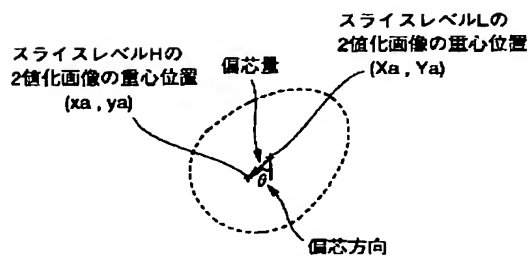 スライスレベルHの
2値化画像の重心位置
(xa , ya)
偏芯量
スライスレベルLの
2値化画像の重心位置
(Xa , Ya)
θ
偏芯方向